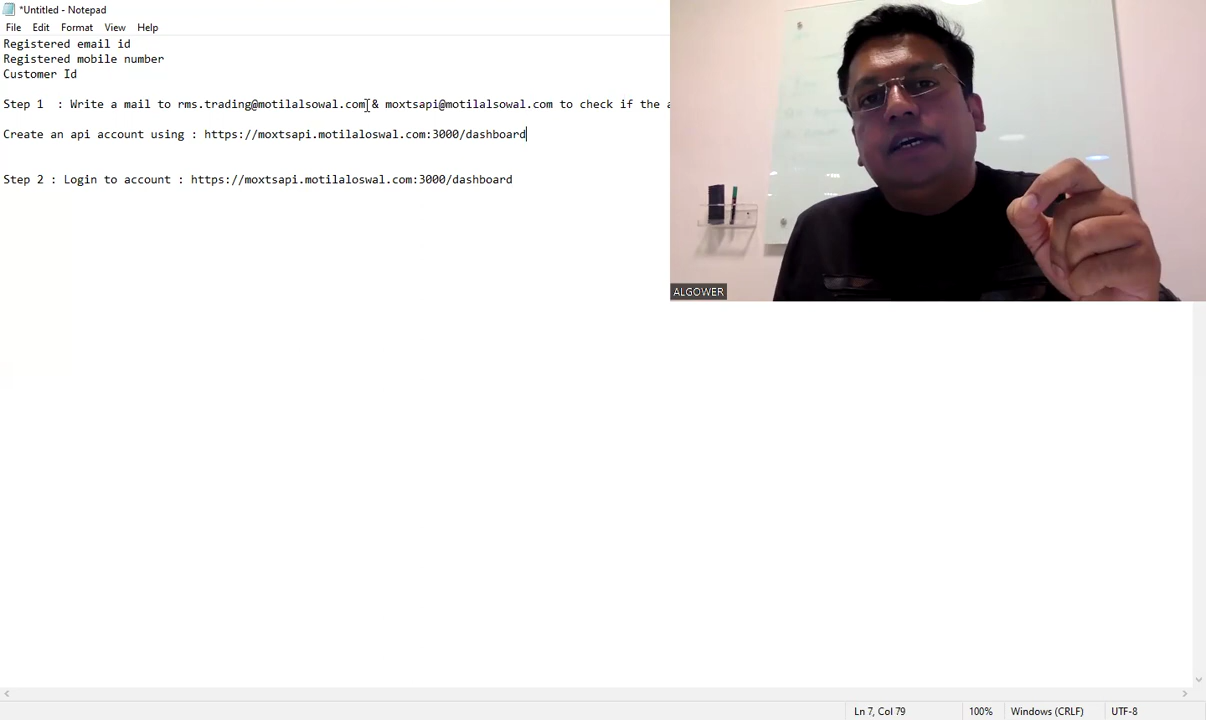 *Untitled - Notepad
File Edit Format View Help
Registered email id
Registered mobile number
Customer Id
Step 1  : Write a mail to rms.trading@motilalsowal.com & moxtsapi@motilalsowal.com to check if the a
Create an api account using : https://moxtsapi.motilaloswal.com:3000/dashboard
Step 2 : Login to account : https://moxtsapi.motilaloswal.com:3000/dashboard
ALGOWER
Ln 7, Col 79 100% Windows (CRLF) UTF-8